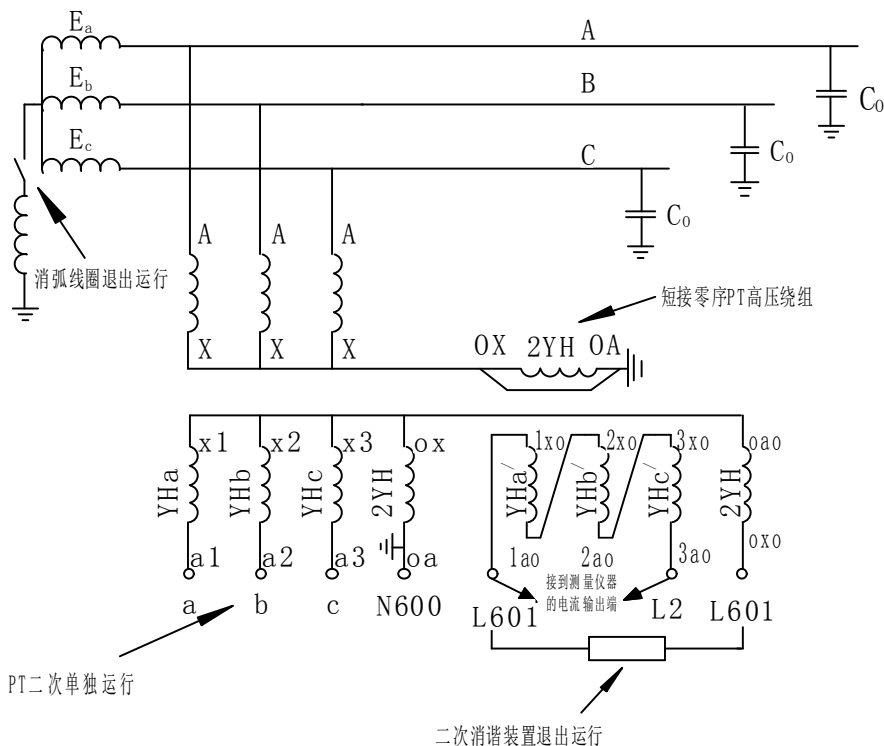 Eₐ
A
E_b
B
C₀
E_c
C
C₀
C₀
A
A
A
消弧线圈退出运行
短接零序PT高压绕组
X
X
X
OX
2YH
OA
x1
x2
x3
ox
1xo
2xo
3xo
oao
YHa
YHb
YHc
2YH
YHa′
YHb′
YHc′
2YH
a1
a2
a3
oa
1ao
2ao
3ao
oxo
a
b
c
N600
接到测量仪器
的电流输出端
L601
L2
L601
PT二次单独运行
二次消谐装置退出运行